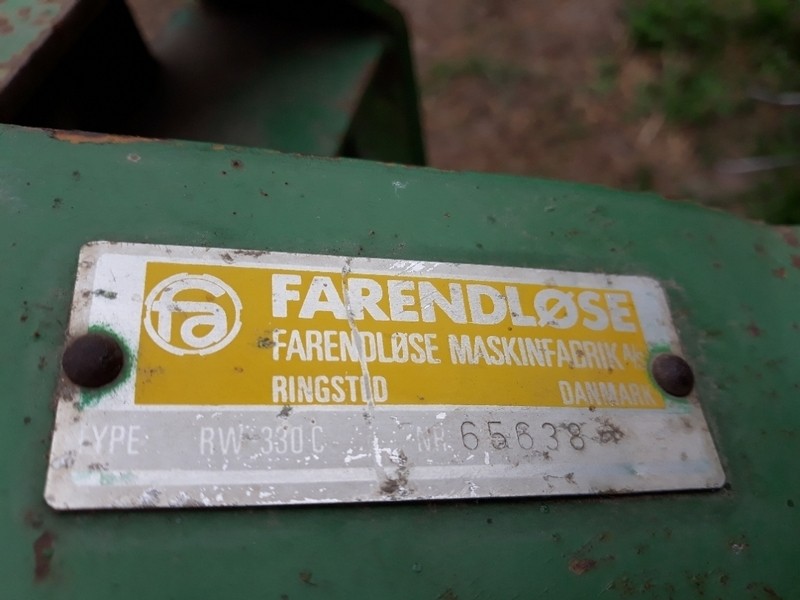 fa FARENDLØSE
FARENDLØSE MASKINFABRIK A/S
RINGSTED DANMARK
TYPE RW 330 C NR. 65638